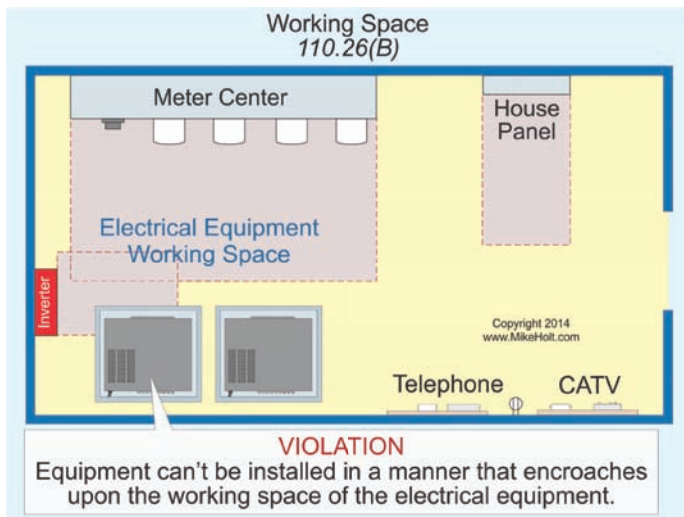 Working Space
110.26(B)
Meter Center
House
Panel
Electrical Equipment
Working Space
Inverter
Copyright 2014
www.MikeHolt.com
Telephone
CATV
VIOLATION
Equipment can't be installed in a manner that encroaches
upon the working space of the electrical equipment.